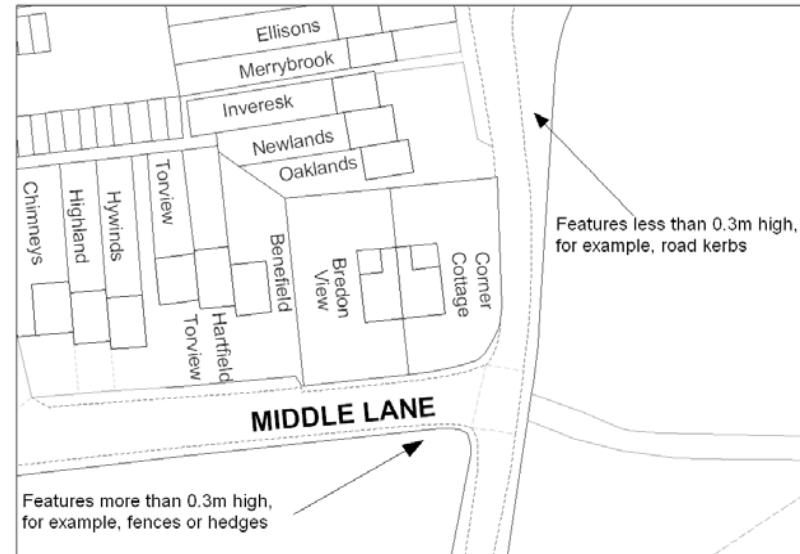 Ellisons
Merrybrook
Inveresk
Newlands
Oaklands
Chimneys
Highland
Hywinds
Torview
Benefield
Bredon
View
Corner
Cottage
Hartfield
Torview
Features less than 0.3m high,
for example, road kerbs
MIDDLE LANE
Features more than 0.3m high,
for example, fences or hedges